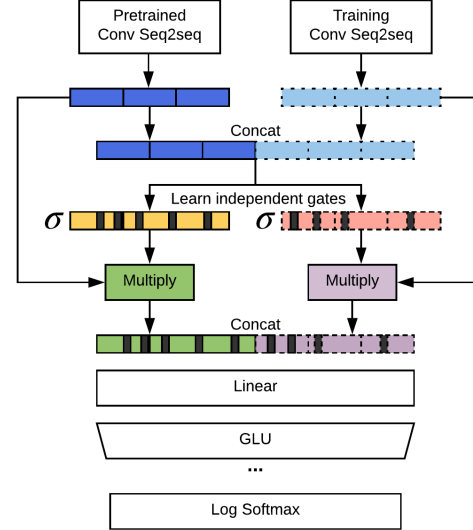 Pretrained
Conv Seq2seq
Training
Conv Seq2seq
Concat
Learn independent gates
σ
σ
Multiply
Multiply
Concat
Linear
GLU
...
Log Softmax